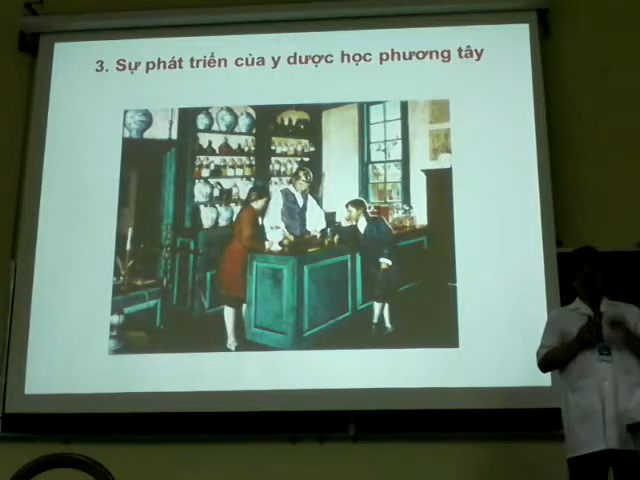 3. Sự phát triển của y dược học phương tây